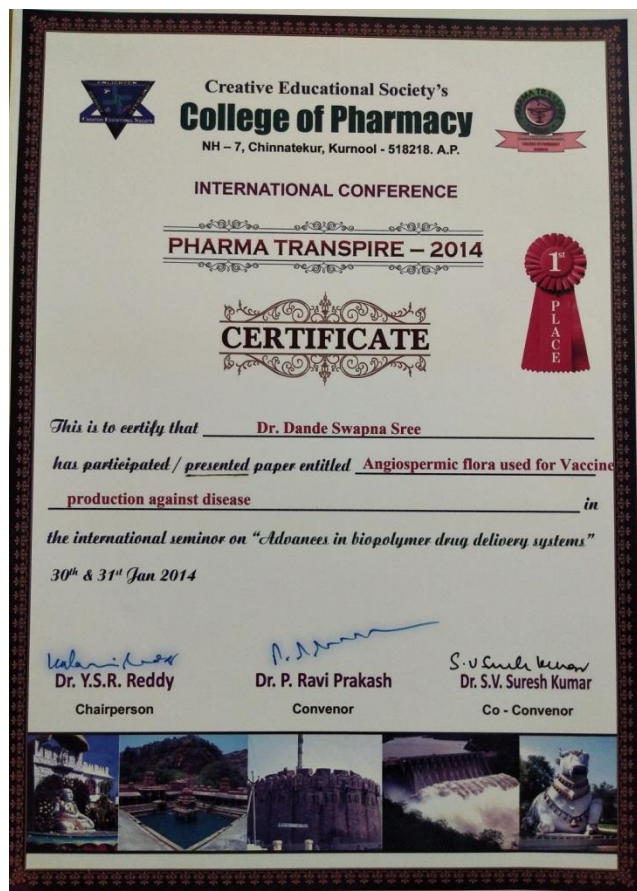 Creative Educational Society's
College of Pharmacy
NH – 7, Chinnatekur, Kurnool - 518218. A.P.
PHARMA TRANSPIRE
INTERNATIONAL CONFERENCE
PHARMA TRANSPIRE – 2014
1st
PLACE
CERTIFICATE
This is to certify that Dr. Dande Swapna Sree
has participated / presented paper entitled Angiospermic flora used for Vaccine
production against disease in
the international seminar on “Advances in biopolymer drug delivery systems”
30th & 31st Jan 2014
S.V Suresh Kumar
Dr. Y.S.R. Reddy
Dr. P. Ravi Prakash
Dr. S.V. Suresh Kumar
Chairperson
Convenor
Co - Convenor